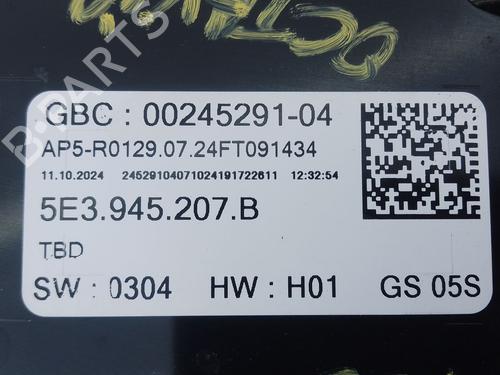 GBC : 00245291-04
AP5-R0129.07.24FT091434
11.10.2024 24529104071024191722611 12:32:54
5E3.945.207.B
TBD
SW : 0304 HW : H01 GS 05S
B-PARTS